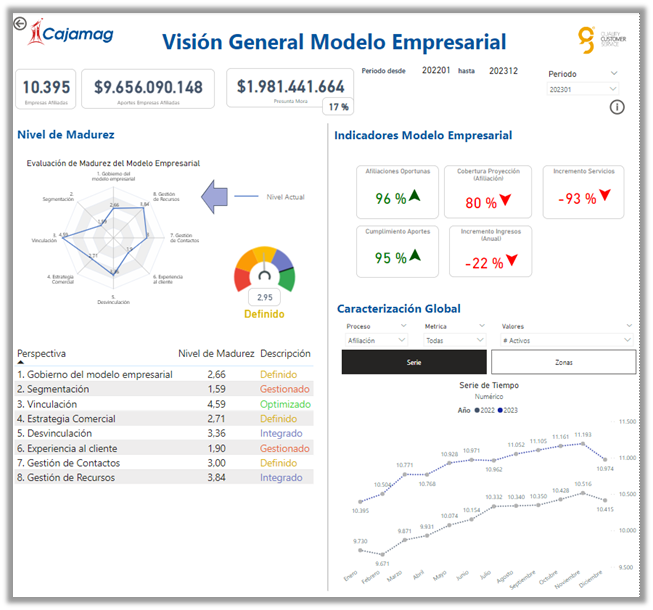 Cajamag
Visión General Modelo Empresarial
QUALITY
CUSTOMER
SERVICE
10.395
Empresas Afiliadas
$9.656.090.148
Aportes Empresas Afiliadas
$1.981.441.664
Presunta Mora
17 %
Periodo desde 202201 hasta 202312
Periodo
202301
Nivel de Madurez
Evaluación de Madurez del Modelo Empresarial
1. Gobierno del
modelo empresarial
2.
Segmentación
8. Gestión
de Recursos
3.
Vinculación
7. Gestión
de Contactos
4. Estrategia
Comercial
6. Experiencia
al cliente
5.
Desvinculación
2,66
3,84
1,59
4,59
3
2,71
1,9
3,36
Nivel Actual
2.95
Definido
Perspectiva Nivel de Madurez Descripción
1. Gobierno del modelo empresarial 2,66 Definido
2. Segmentación 1,59 Gestionado
3. Vinculación 4,59 Optimizado
4. Estrategia Comercial 2,71 Definido
5. Desvinculación 3,36 Integrado
6. Experiencia al cliente 1,90 Gestionado
7. Gestión de Contactos 3,00 Definido
8. Gestión de Recursos 3,84 Integrado
Indicadores Modelo Empresarial
Afiliaciones Oportunas
96 %
Cobertura Proyección
(Afiliación)
80 %
Incremento Servicios
-93 %
Cumplimiento Aportes
95 %
Incremento Ingresos
(Anual)
-22 %
Caracterización Global
Proceso Metrica Valores
Afiliación Todas # Activos
Serie Zonas
Serie de Tiempo
Numérico
Año 2022 2023
11.500
11.000
10.500
10.000
9.500
10.395 10.504 10.771 10.768 10.928 10.971 10.962 11.052 11.105 11.161 11.193 10.974
9.730 9.671 9.871 9.931 10.074 10.154 10.332 10.340 10.350 10.428 10.516 10.415
Enero Febrero Marzo Abril Mayo Junio Julio Agosto Septiembre Octubre Noviembre Diciembre